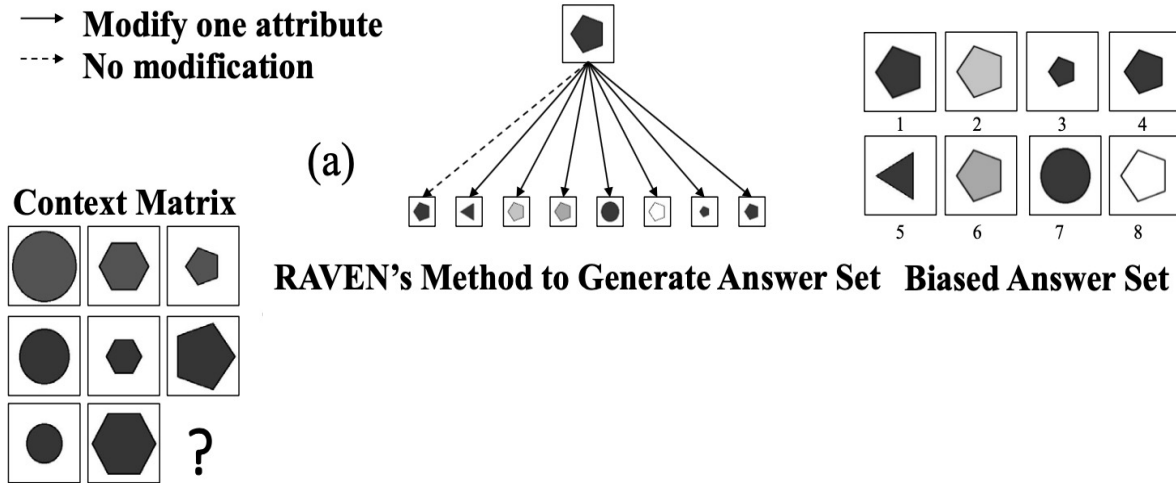 Modify one attribute
No modification
(a)
1 2 3 4
5 6 7 8
Context Matrix
RAVEN’s Method to Generate Answer Set
Biased Answer Set
?